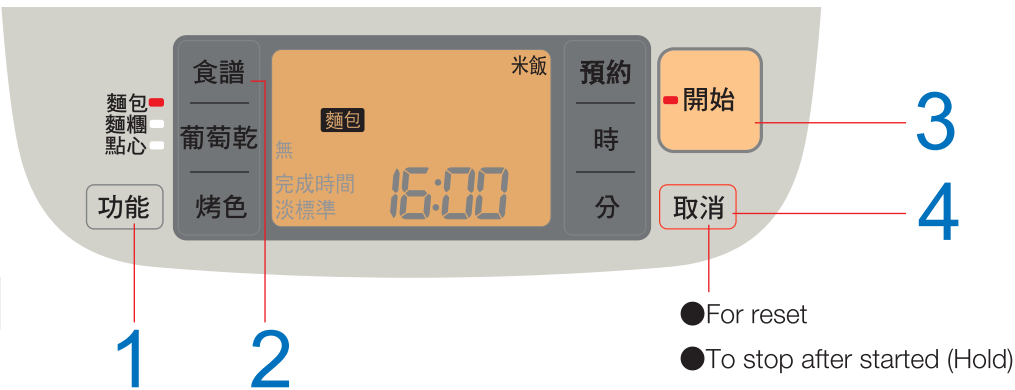 食譜
葡萄乾
烤色
米飯
麵包
無
完成時間
淡標準
16:00
預約
時
分
開始
3
麵包
麵糰
點心
功能
取消
4
1
2
●For reset
●To stop after started (Hold)